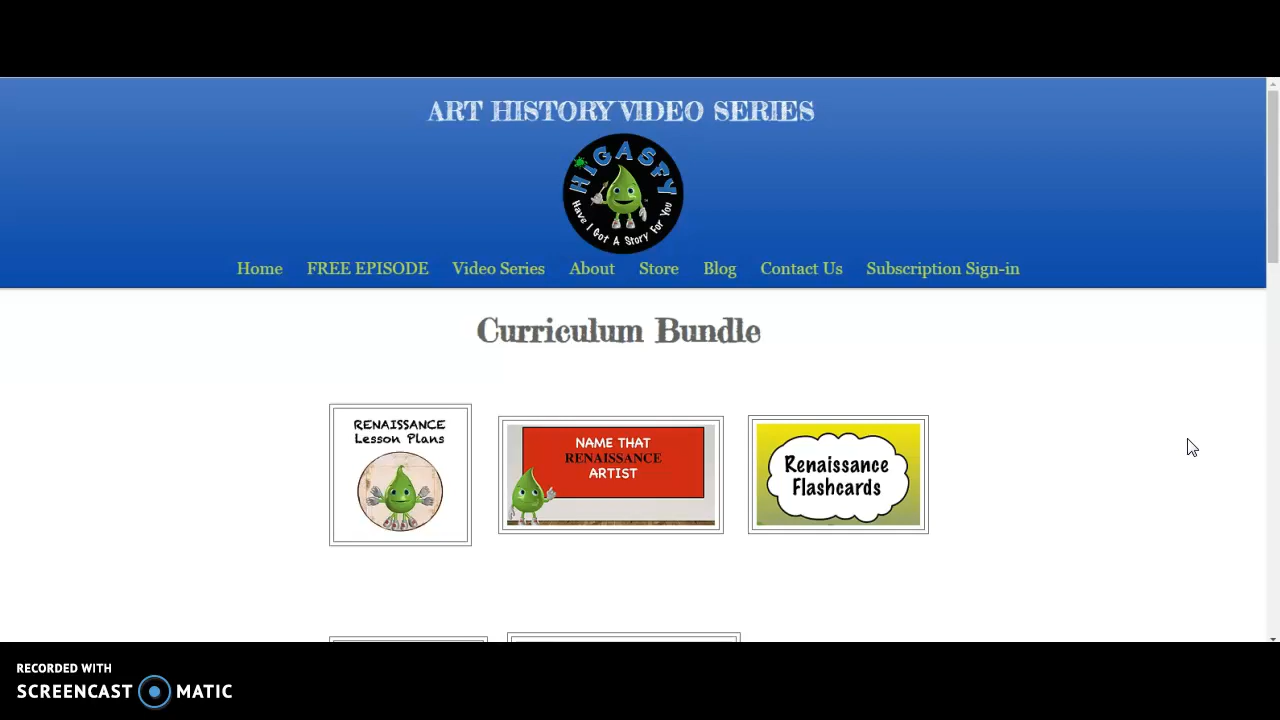 ART HISTORY VIDEO SERIES
HIGASFY
Have I Got A Story For You
Home FREE EPISODE Video Series About Store Blog Contact Us Subscription Sign-in
Curriculum Bundle
RENAISSANCE
Lesson Plans
NAME THAT
RENAISSANCE
ARTIST
Renaissance
Flashcards
RECORDED WITH
SCREENCAST MATIC